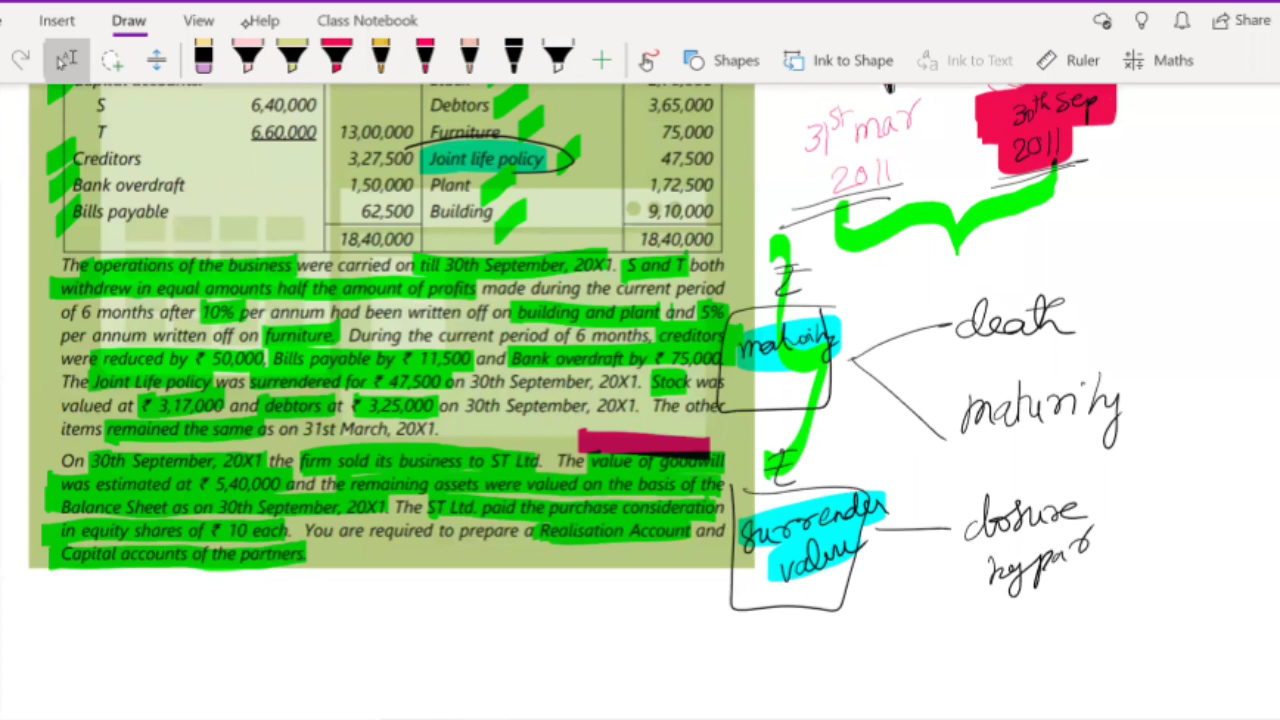 Insert Draw View Help Class Notebook Share
Shapes Ink to Shape Ink to Text Ruler Maths
S 6,40,000 Debtors 3,65,000
T 6,60,000 13,00,000 Furniture 75,000
Creditors 3,27,500 Joint life policy 47,500
Bank overdraft 1,50,000 Plant 1,72,500
Bills payable 62,500 Building 9,10,000
18,40,000 18,40,000
The operations of the business were carried on till 30th September, 20X1. S and T both
withdrew in equal amounts half the amount of profits made during the current period
of 6 months after 10% per annum had been written off on building and plant and 5%
per annum written off on furniture. During the current period of 6 months, creditors
were reduced by ₹ 50,000, Bills payable by ₹ 11,500 and Bank overdraft by ₹ 75,000.
The Joint Life policy was surrendered for ₹ 47,500 on 30th September, 20X1. Stock was
valued at ₹ 3,17,000 and debtors at ₹ 3,25,000 on 30th September, 20X1. The other
items remained the same as on 31st March, 20X1.
On 30th September, 20X1 the firm sold its business to ST Ltd. The value of goodwill
was estimated at ₹ 5,40,000 and the remaining assets were valued on the basis of the
Balance Sheet as on 30th September, 20X1. The ST Ltd. paid the purchase consideration
in equity shares of ₹ 10 each. You are required to prepare a Realisation Account and
Capital accounts of the partners.
31st mar
2011
30th Sep
2011
maturity
death
maturity
surrender
value
closure